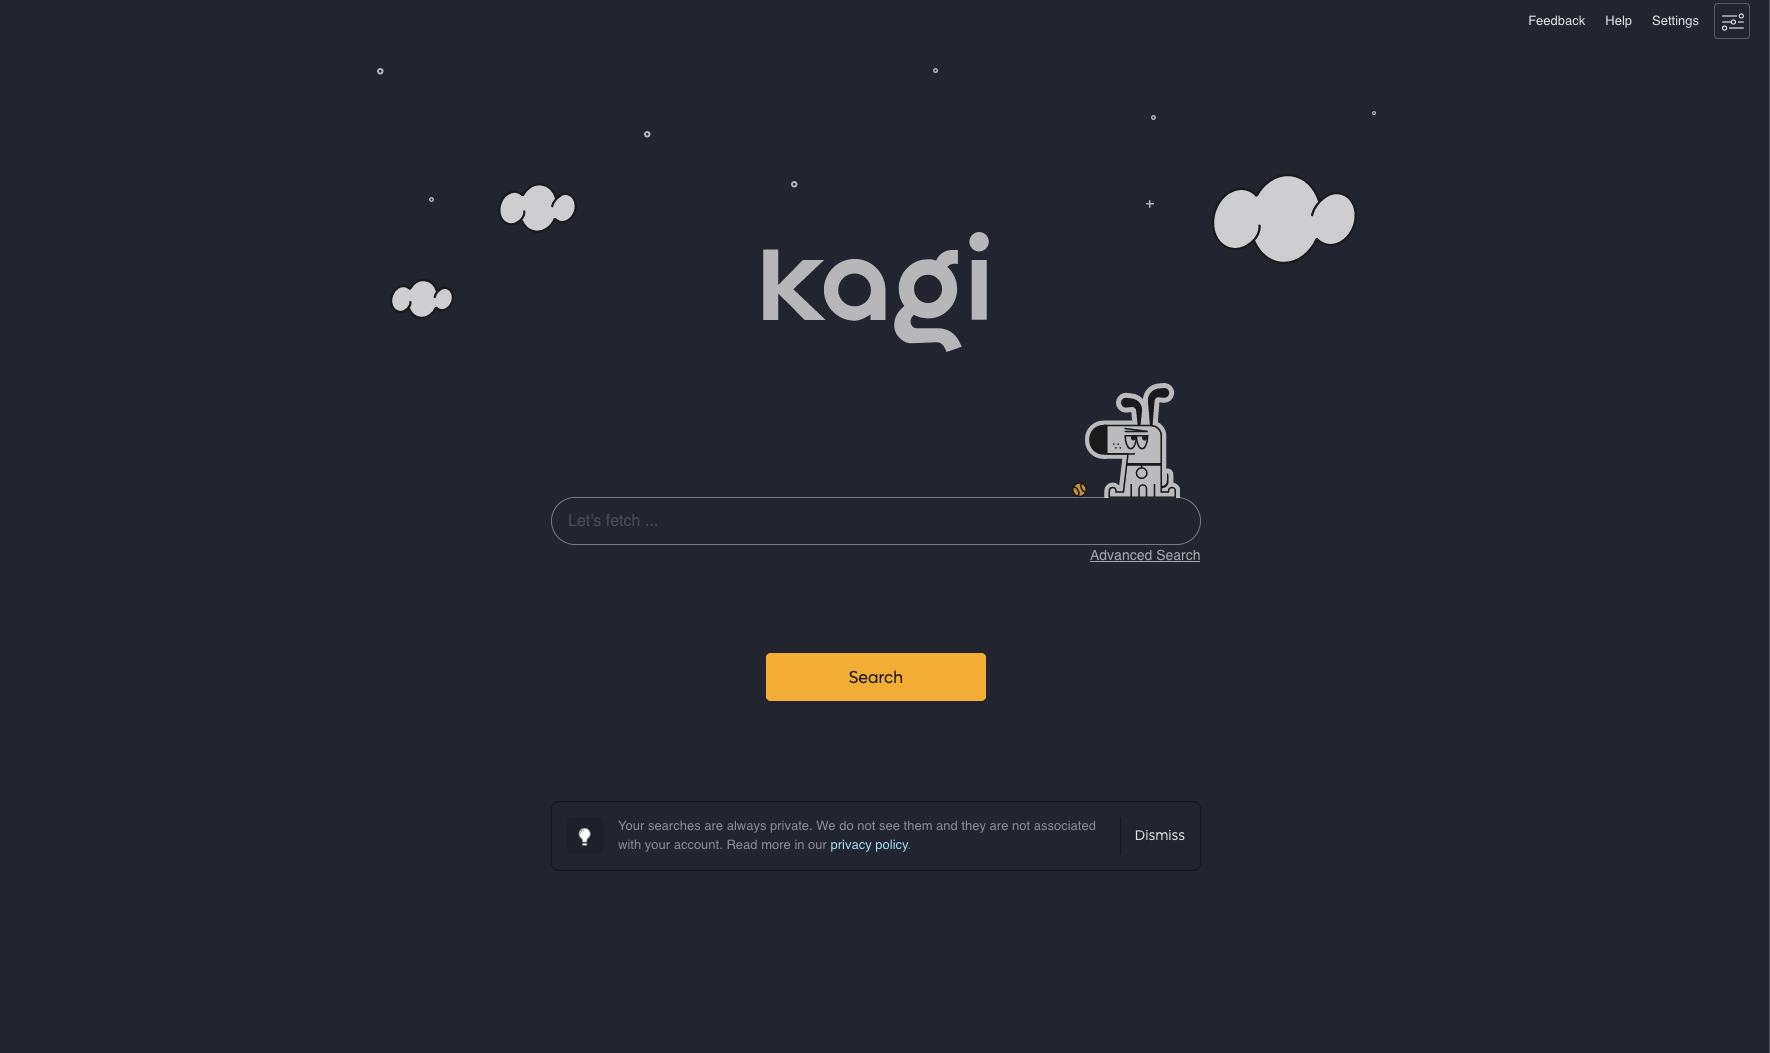 Feedback Help Settings
kagi
Let's fetch ...
Advanced Search
Search
Your searches are always private. We do not see them and they are not associated
with your account. Read more in our privacy policy.
Dismiss